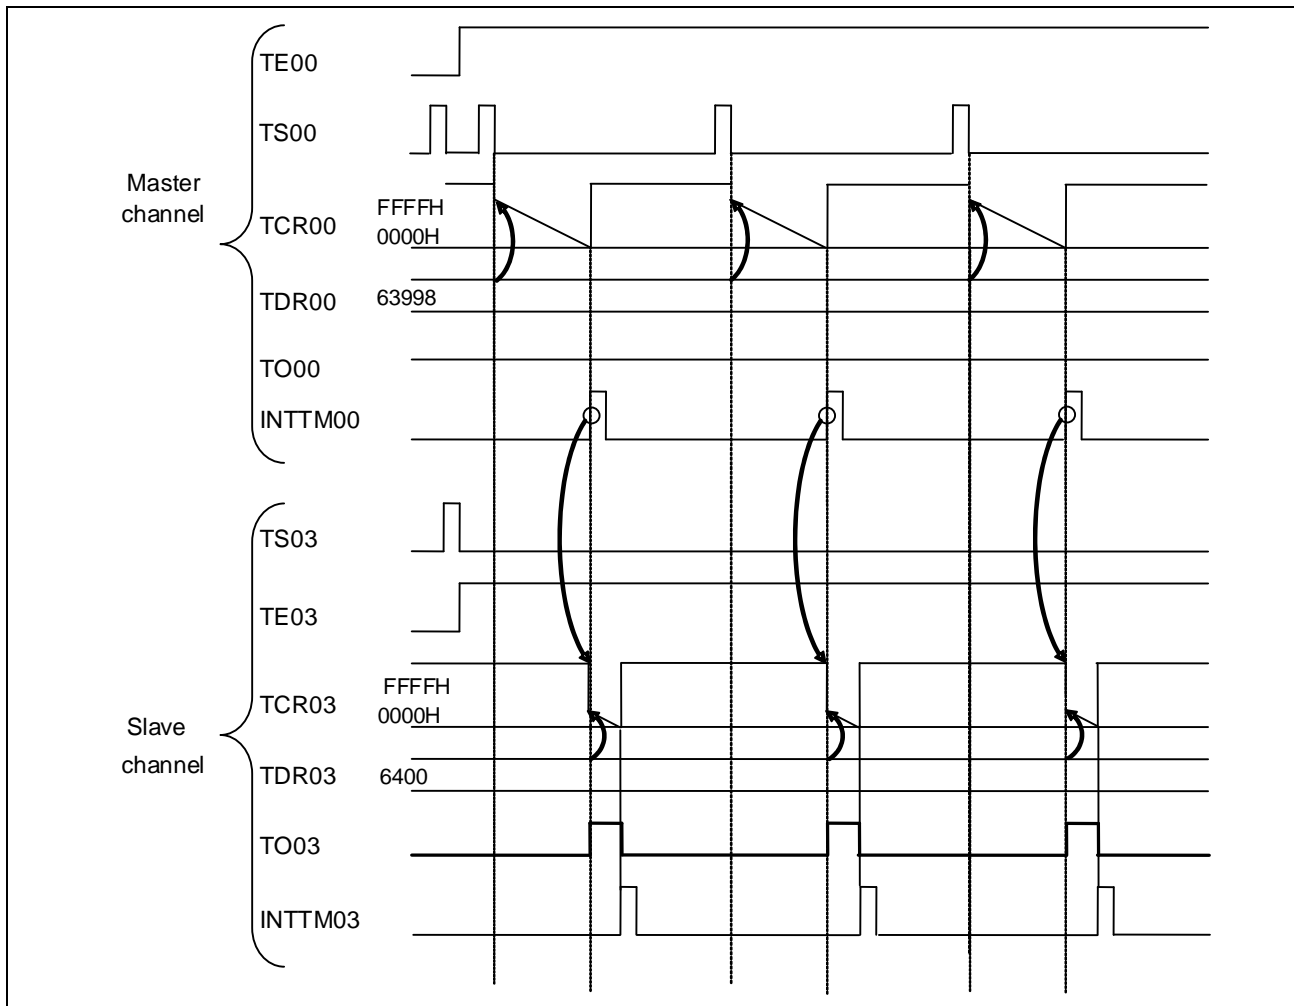 TE00
TS00
Master
channel
TCR00
FFFFH
0000H
TDR00
63998
TO00
INTTM00
TS03
TE03
Slave
channel
TCR03
FFFFH
0000H
TDR03
6400
TO03
INTTM03